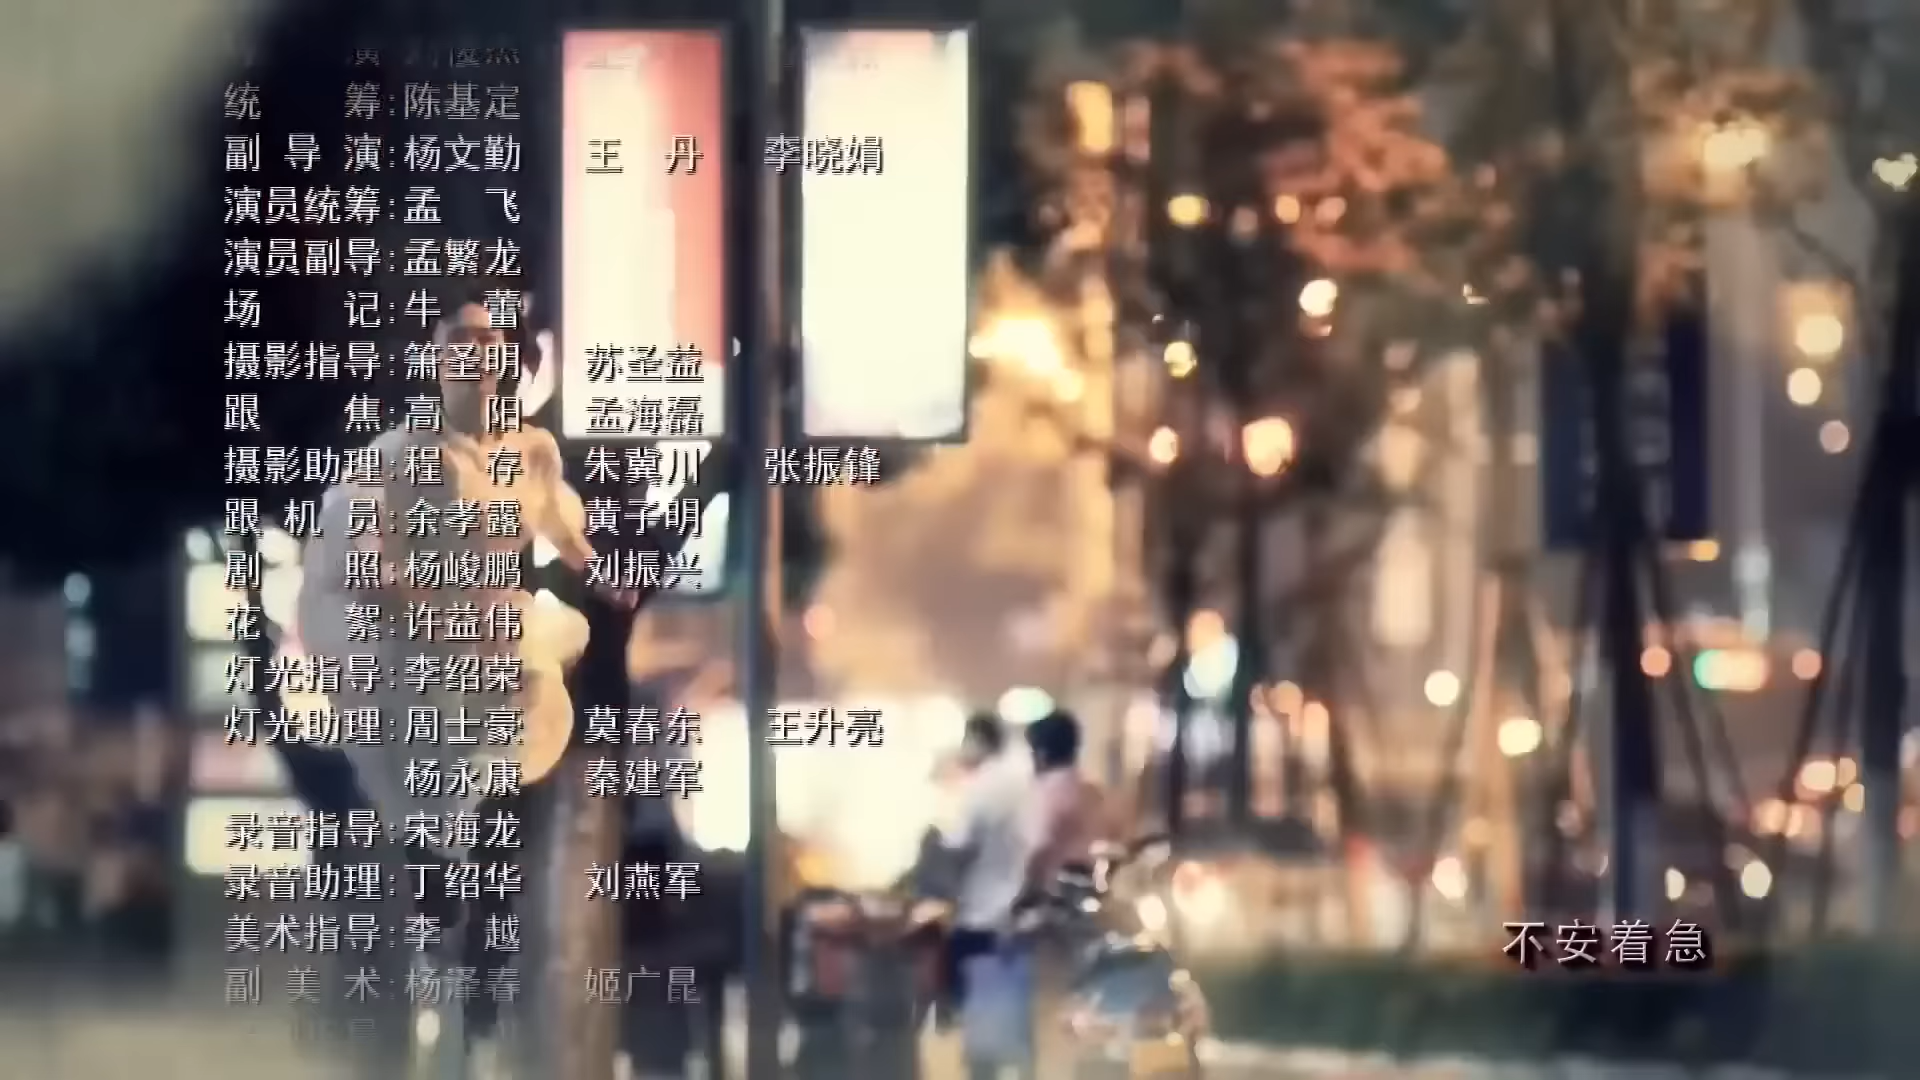 统筹:陈基定
副导演:杨文勤 王丹 李晓娟
演员统筹:孟飞
演员副导:孟繁龙
场记:牛蕾
摄影指导:箫圣明 苏圣益
跟焦:高阳 孟海磊
摄影助理:程存 朱冀川 张振锋
跟机员:余孝露 黄子明
剧照:杨峻鹏 刘振兴
花絮:许益伟
灯光指导:李绍荣
灯光助理:周士豪 莫春东 王升亮
杨永康 秦建军
录音指导:宋海龙
录音助理:丁绍华 刘燕军
美术指导:李越
副美术:杨泽春 姬广昆
不安着急